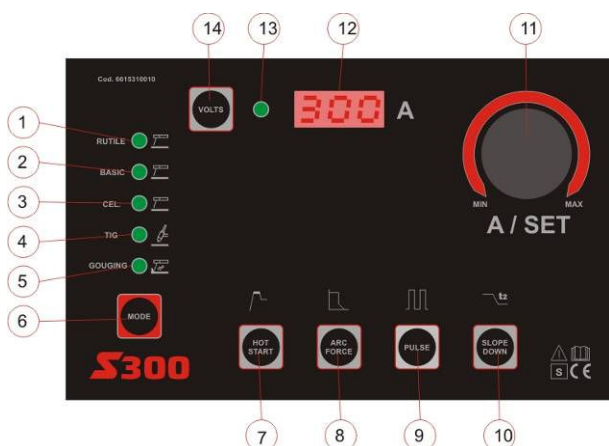 14
13
12
11
Cod. 6615310010
VOLTS
300 A
1
RUTILE
2
BASIC
3
CEL.
4
TIG
5
GOUGING
MIN MAX
A / SET
6
MODE
t2
HOT START
ARC FORCE
PULSE
SLOPE DOWN
S300
S CE
7
8
9
10